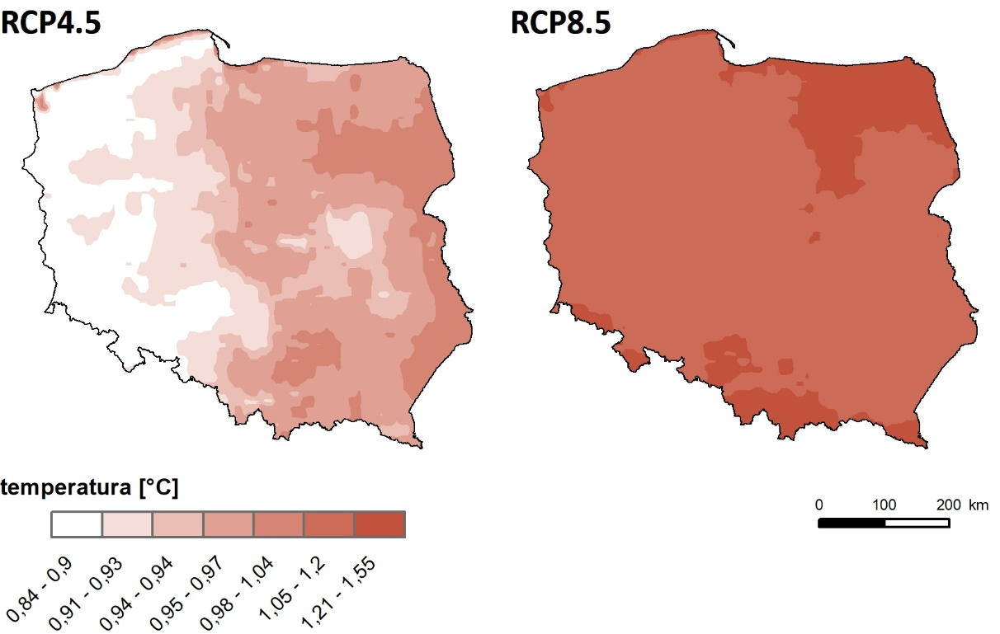 RCP4.5
RCP8.5
temperatura [°C]
0,84 - 0,9
0,91 - 0,93
0,94 - 0,94
0,95 - 0,97
0,98 - 1,04
1,05 - 1,2
1,21 - 1,55
0 100 200 km